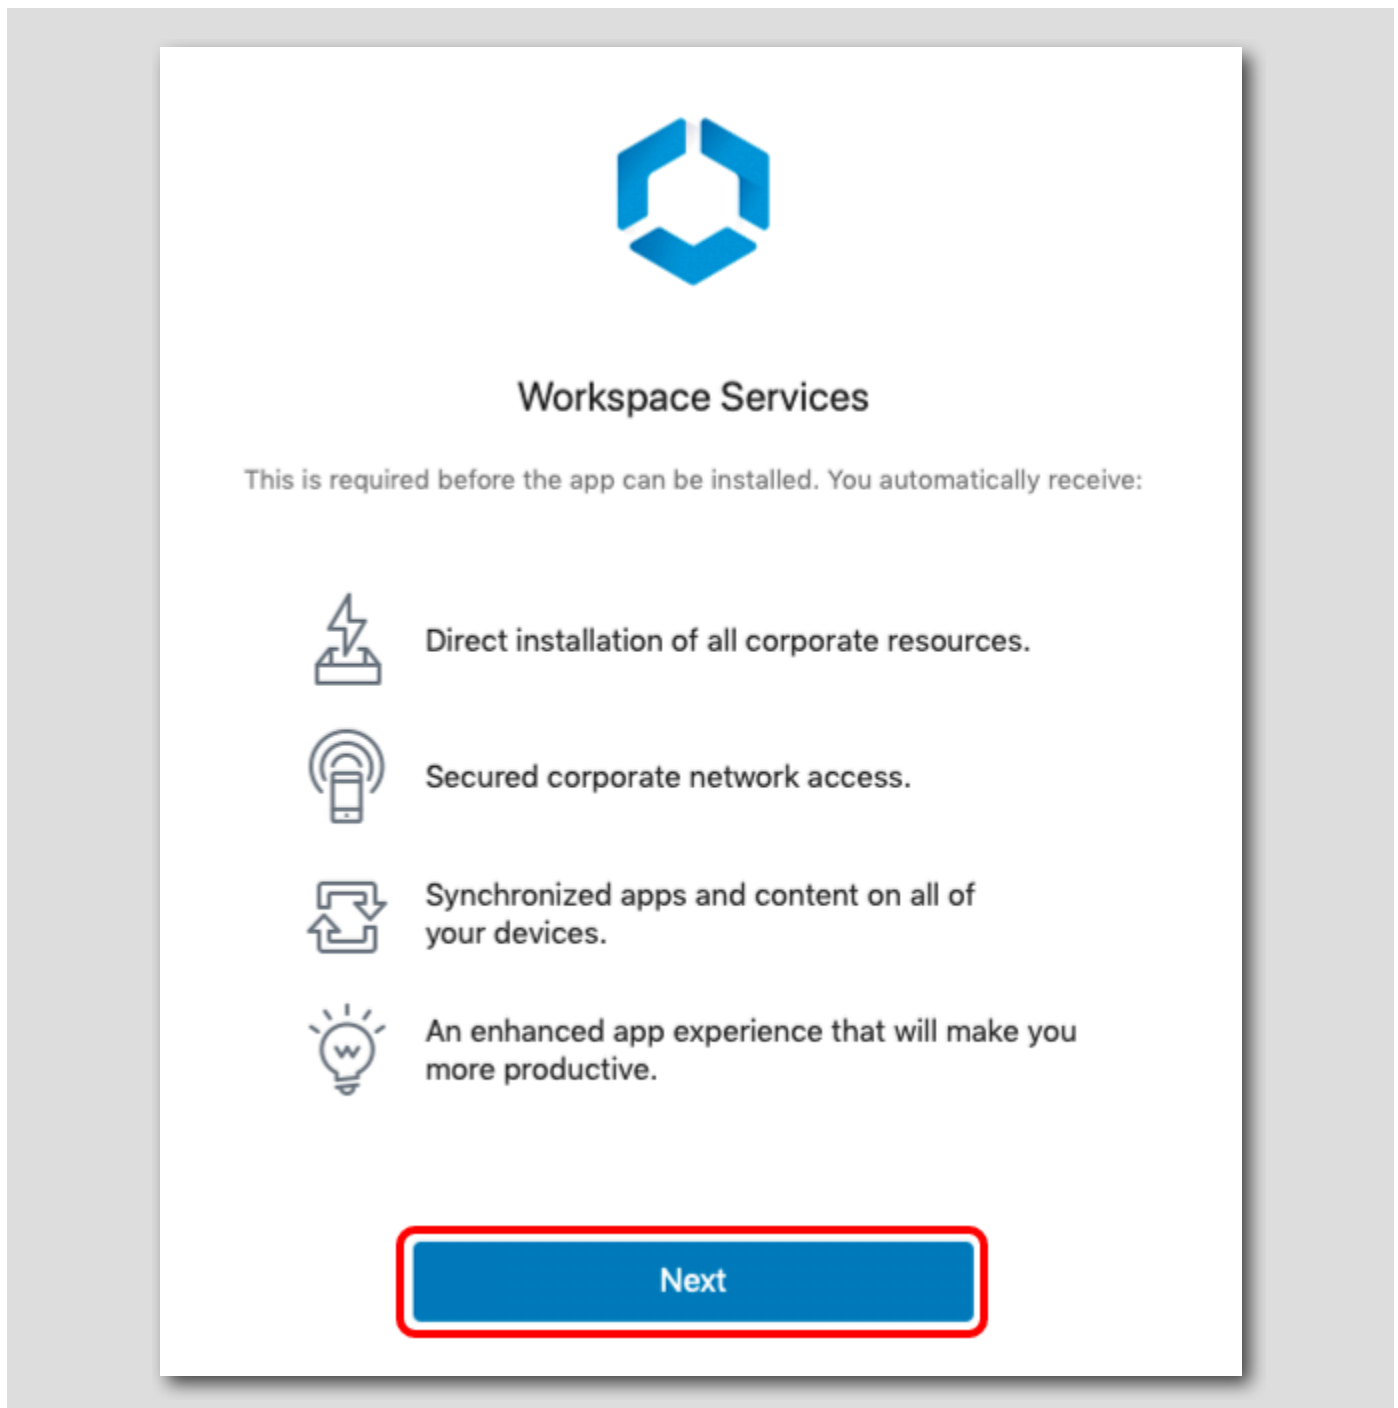 Workspace Services
This is required before the app can be installed. You automatically receive:
Direct installation of all corporate resources.
Secured corporate network access.
Synchronized apps and content on all of
your devices.
An enhanced app experience that will make you
more productive.
Next